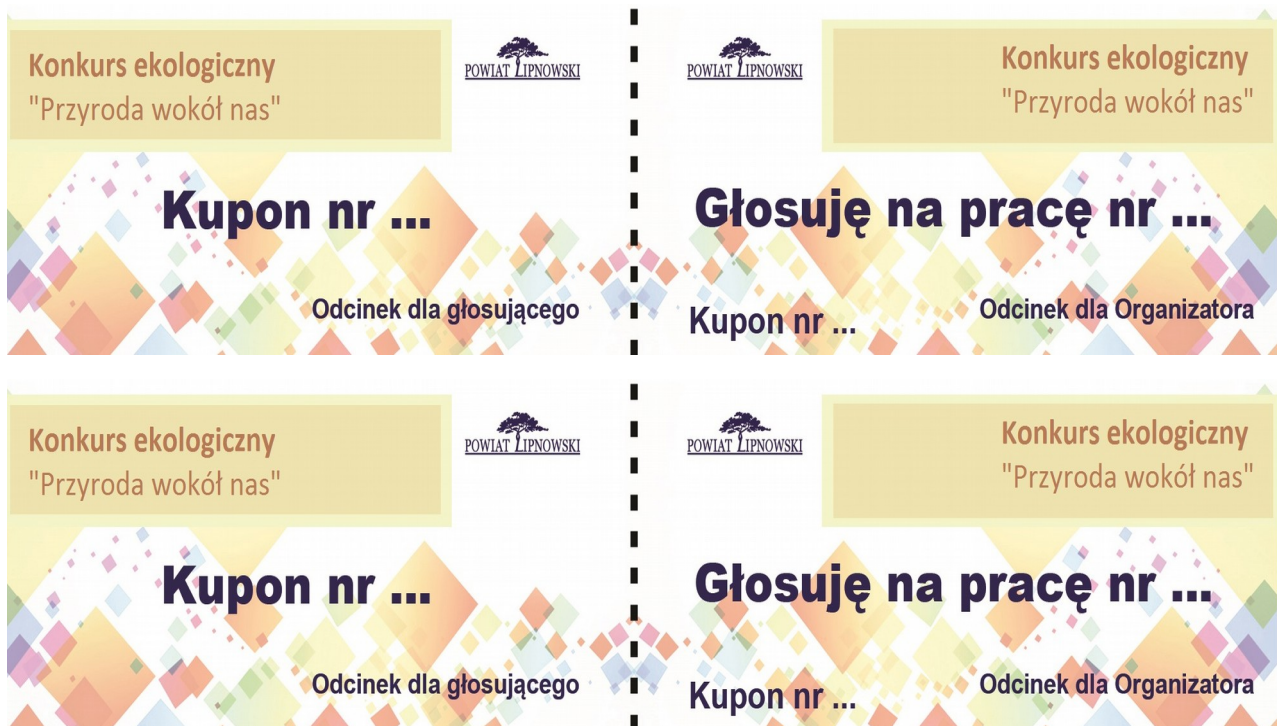 Konkurs ekologiczny
"Przyroda wokół nas"
POWIAT LIPNOWSKI
Kupon nr ...
Odcinek dla głosującego
POWIAT LIPNOWSKI
Konkurs ekologiczny
"Przyroda wokół nas"
Głosuję na pracę nr ...
Kupon nr ...
Odcinek dla Organizatora
Konkurs ekologiczny
"Przyroda wokół nas"
POWIAT LIPNOWSKI
Kupon nr ...
Odcinek dla głosującego
POWIAT LIPNOWSKI
Konkurs ekologiczny
"Przyroda wokół nas"
Głosuję na pracę nr ...
Kupon nr ...
Odcinek dla Organizatora